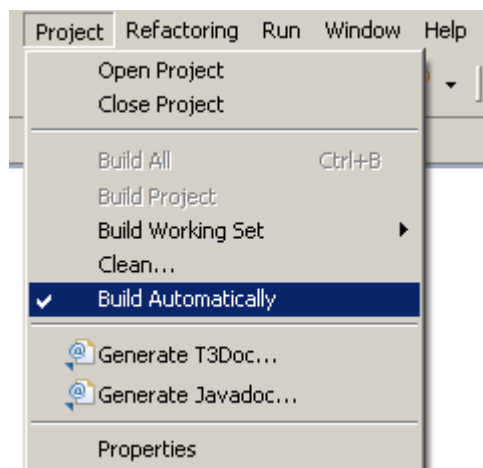 Project Refactoring Run Window Help
Open Project
Close Project
Build All Ctrl+B
Build Project
Build Working Set
Clean...
Build Automatically
Generate T3Doc...
Generate Javadoc...
Properties